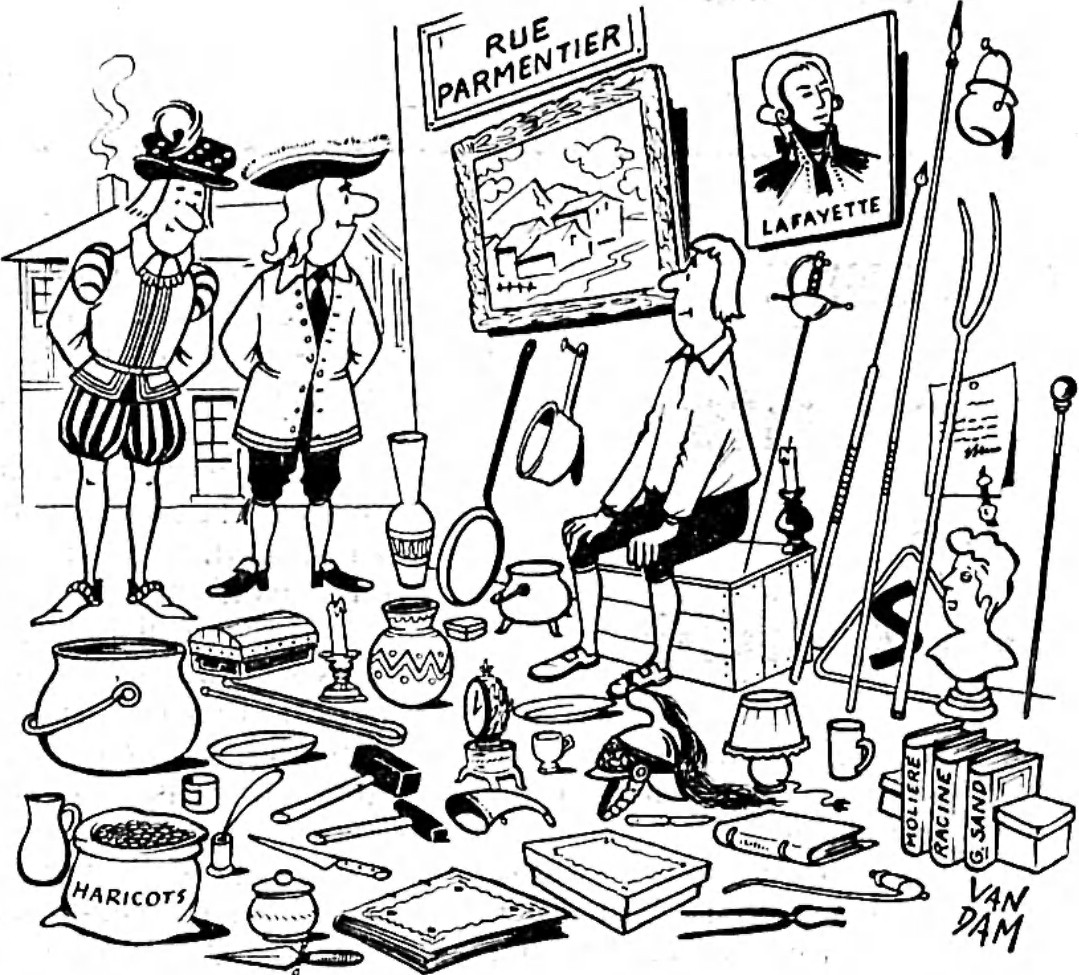 RUE
PARMENTIER
LAFAYETTE
MOLIERE
RACINE
G. SAND
HARICOTS
VAN
DAM